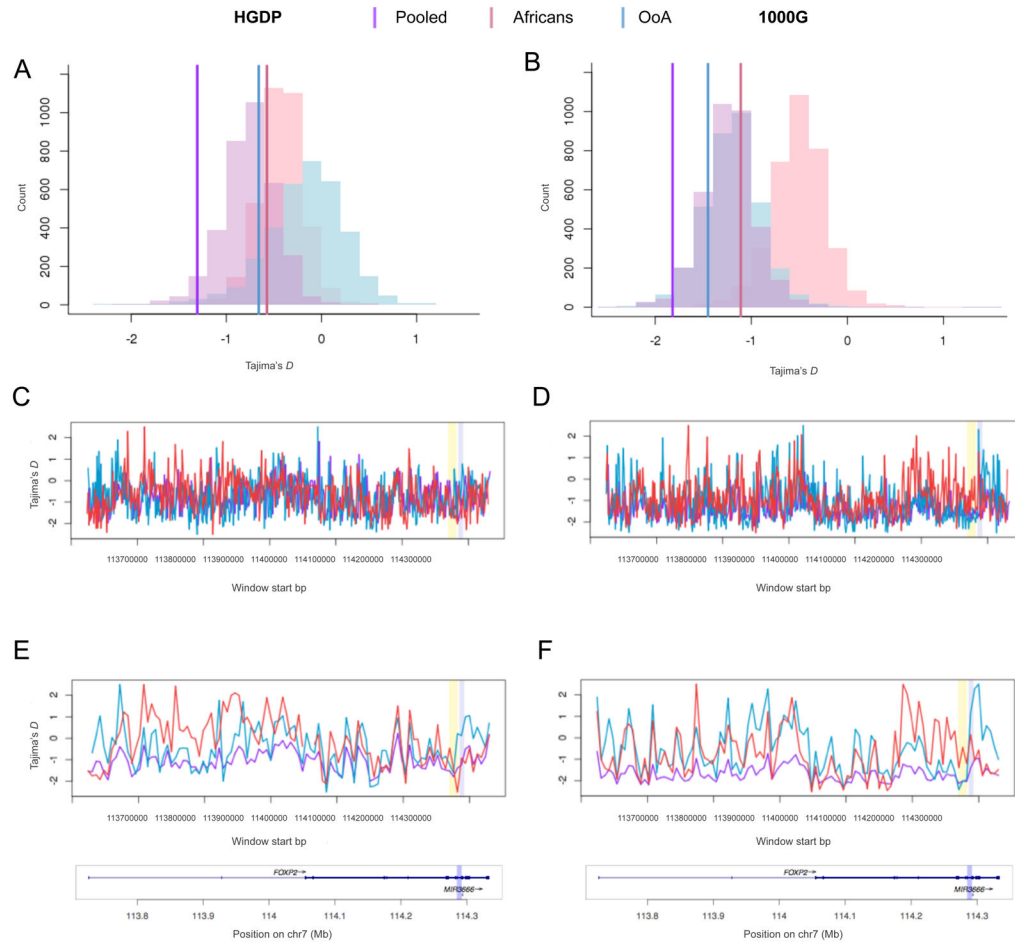 HGDP Pooled Africans OoA 1000G
A B
Count 0 200 400 600 800 1000
-2 -1 0 1
Tajima's D
Count 0 200 400 600 800 1000
-2 -1 0 1
Tajima's D
C D
Tajima's D -2 -1 0 1 2
113700000 113800000 113900000 11400000 114100000 114200000 114300000
Window start bp
-2 -1 0 1 2
113700000 113800000 113900000 11400000 114100000 114200000 114300000
Window start bp
E F
Tajima's D -2 -1 0 1 2
113700000 113800000 113900000 11400000 114100000 114200000 114300000
Window start bp
-2 -1 0 1 2
113700000 113800000 113900000 11400000 114100000 114200000 114300000
Window start bp
FOXP2→
MIR3666→
113.8 113.9 114 114.1 114.2 114.3
Position on chr7 (Mb)
FOXP2→
MIR3666→
113.8 113.9 114 114.1 114.2 114.3
Position on chr7 (Mb)